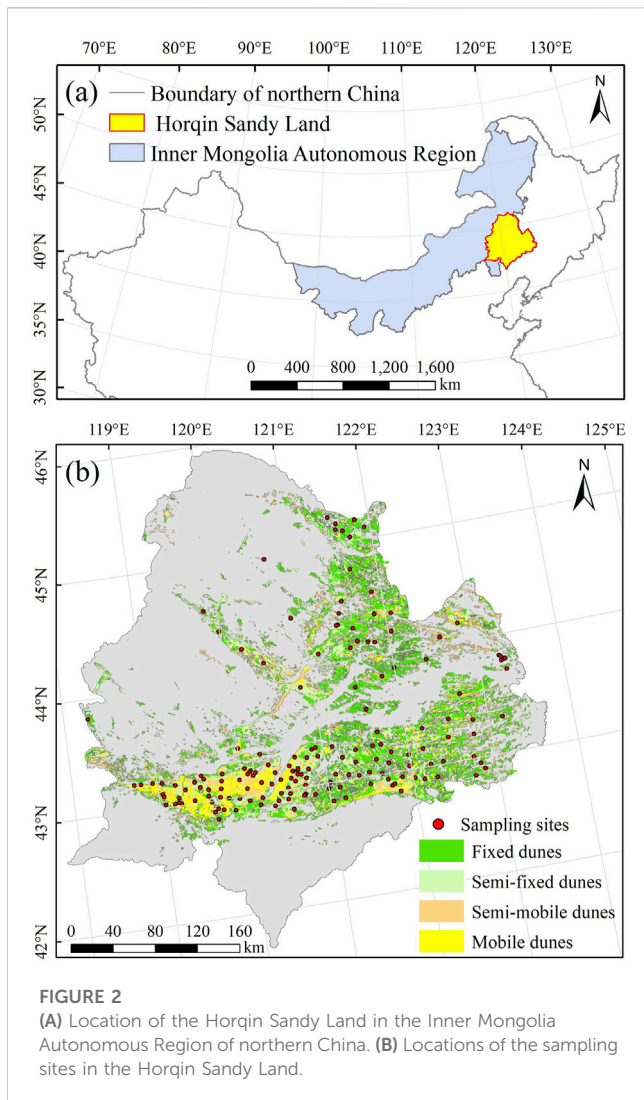 70°E 80°E 90°E 100°E 110°E 120°E 130°E
(a)
N
Boundary of northern China
Horqin Sandy Land
Inner Mongolia Autonomous Region
50°N
45°N
40°N
35°N
30°N
0 400 800 1,200 1,600
km
119°E 120°E 121°E 122°E 123°E 124°E 125°E
(b)
N
46°N
45°N
44°N
43°N
42°N
Sampling sites
Fixed dunes
Semi-fixed dunes
Semi-mobile dunes
Mobile dunes
0 40 80 120 160
km
FIGURE 2
(A) Location of the Horqin Sandy Land in the Inner Mongolia
Autonomous Region of northern China. (B) Locations of the sampling
sites in the Horqin Sandy Land.